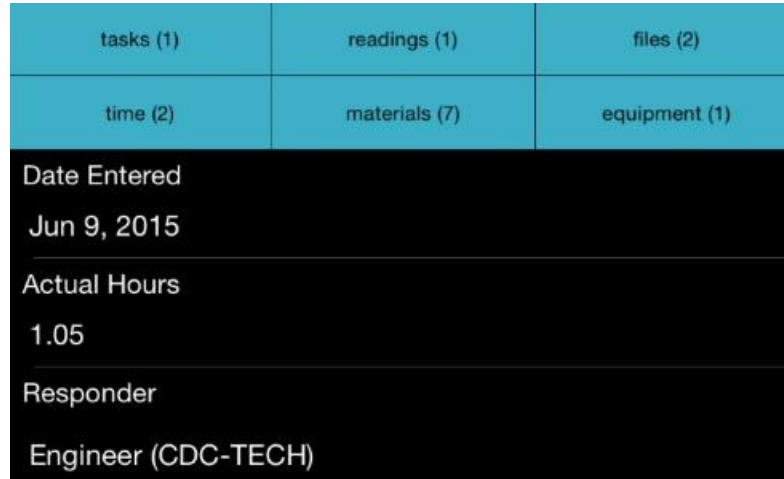 tasks (1)
readings (1)
files (2)
time (2)
materials (7)
equipment (1)
Date Entered
Jun 9, 2015
Actual Hours
1.05
Responder
Engineer (CDC-TECH)